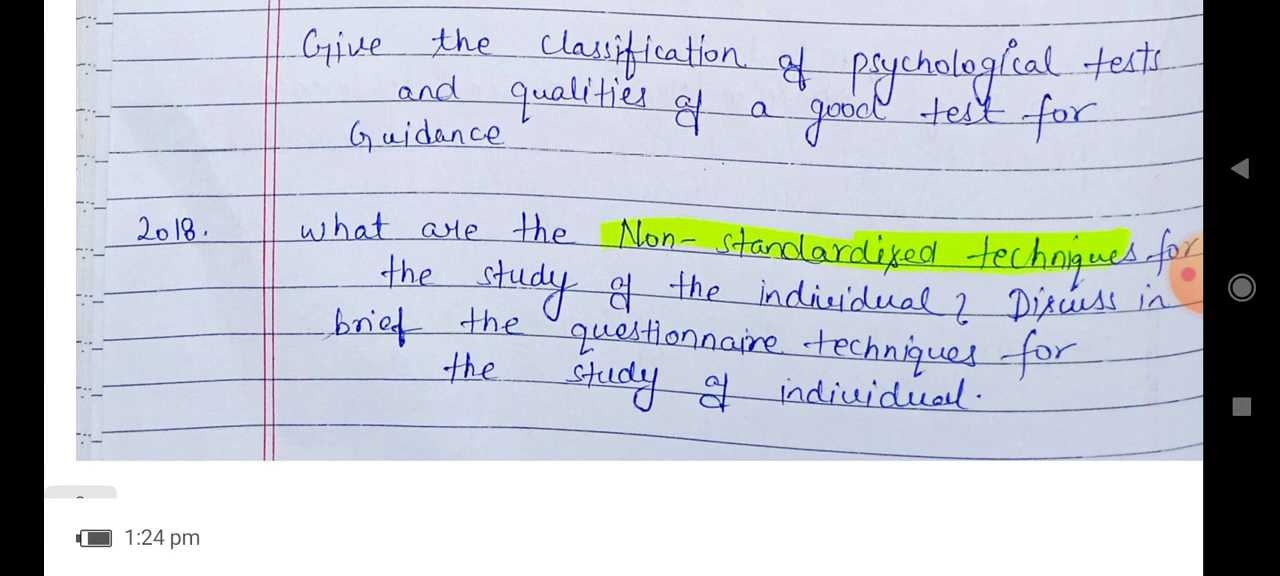 Give the classification of psychological tests
and qualities of a good test for
Guidance
2018. What are the Non-standardized techniques for
the study of the individual? Discuss in
brief the questionnaire techniques for
the study of individual.
1:24 pm